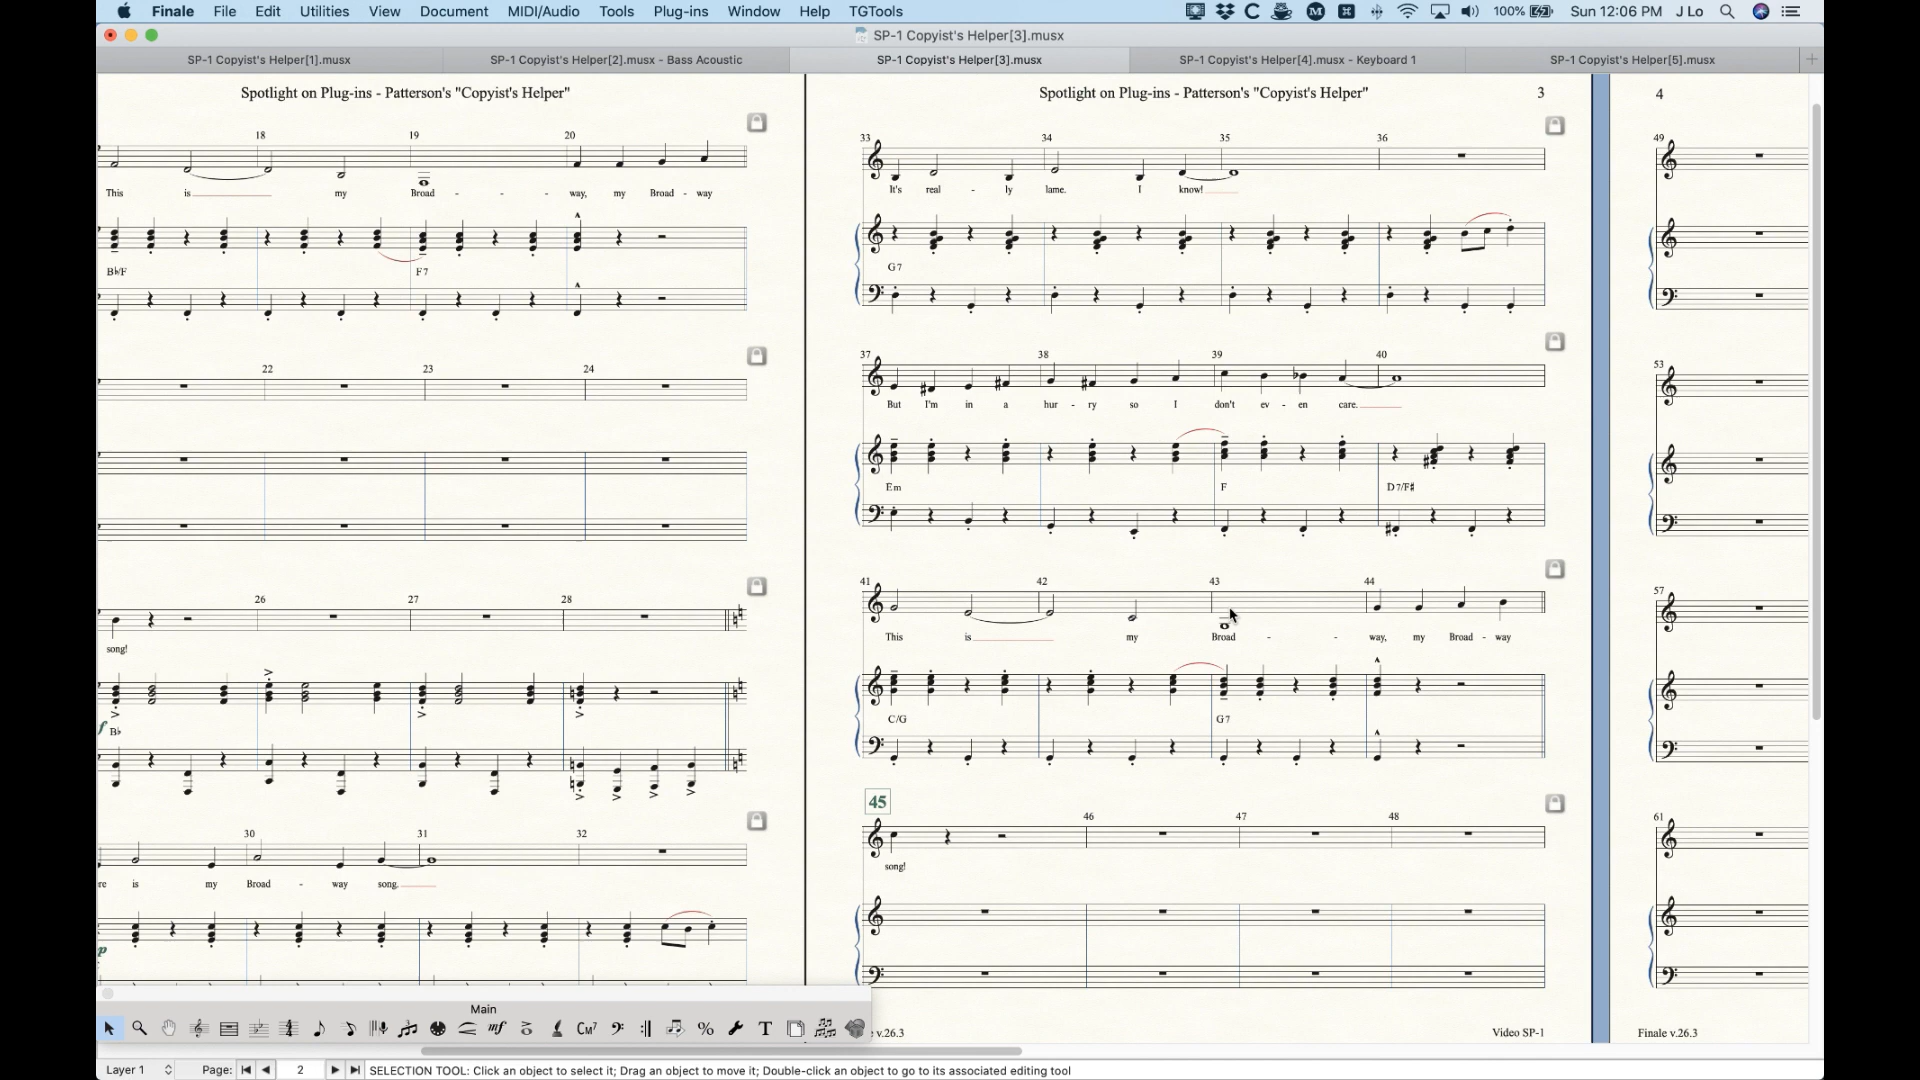 Finale File Edit Utilities View Document MIDI/Audio Tools Plug-ins Window Help TGTools 100% Sun 12:06 PM J Lo
SP-1 Copyist's Helper[3].musx
SP-1 Copyist's Helper[1].musx SP-1 Copyist's Helper[2].musx - Bass Acoustic SP-1 Copyist's Helper[3].musx SP-1 Copyist's Helper[4].musx - Keyboard 1 SP-1 Copyist's Helper[5].musx
Spotlight on Plug-ins - Patterson's "Copyist's Helper"
18 19 20
This is my Broad - - - way, my Broad - way
B♭/F F7
22 23 24
26 27 28
song!
f B♭
30 31 32
re is my Broad - way song.
p
Spotlight on Plug-ins - Patterson's "Copyist's Helper" 3
33 34 35 36
It's real - ly lame. I know!
G7
37 38 39 40
But I'm in a hur - ry so I don't ev - en care.
Em F D7/F♯
41 42 43 44
This is my Broad - - way, my Broad - way
C/G G7
45 46 47 48
song!
v.26.3 Video SP-1
4
49
53
57
61
Finale v.26.3
Main
mf CM7 % T
Layer 1 Page: 2 SELECTION TOOL: Click an object to select it; Drag an object to move it; Double-click an object to go to its associated editing tool